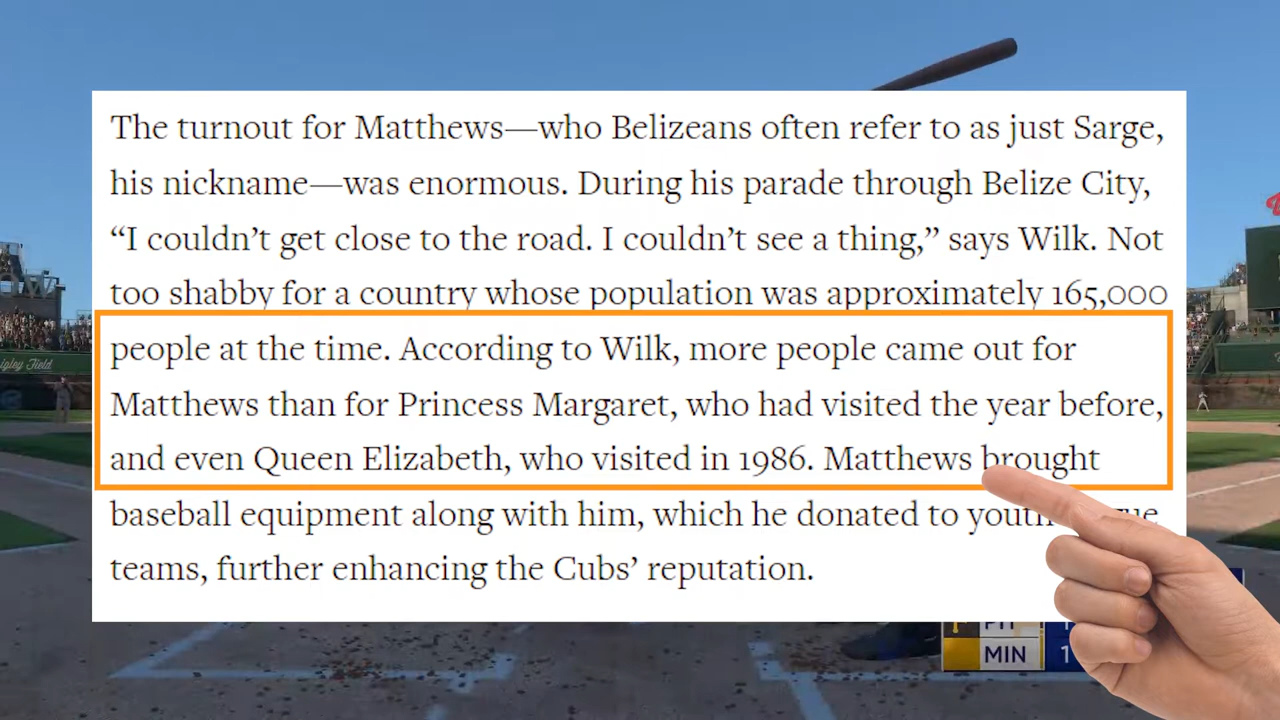 The turnout for Matthews—who Belizeans often refer to as just Sarge,
his nickname—was enormous. During his parade through Belize City,
“I couldn’t get close to the road. I couldn’t see a thing,” says Wilk. Not
too shabby for a country whose population was approximately 165,000
people at the time. According to Wilk, more people came out for
Matthews than for Princess Margaret, who had visited the year before,
and even Queen Elizabeth, who visited in 1986. Matthews brought
baseball equipment along with him, which he donated to youth
teams, further enhancing the Cubs’ reputation.
igley Field
MIN 1